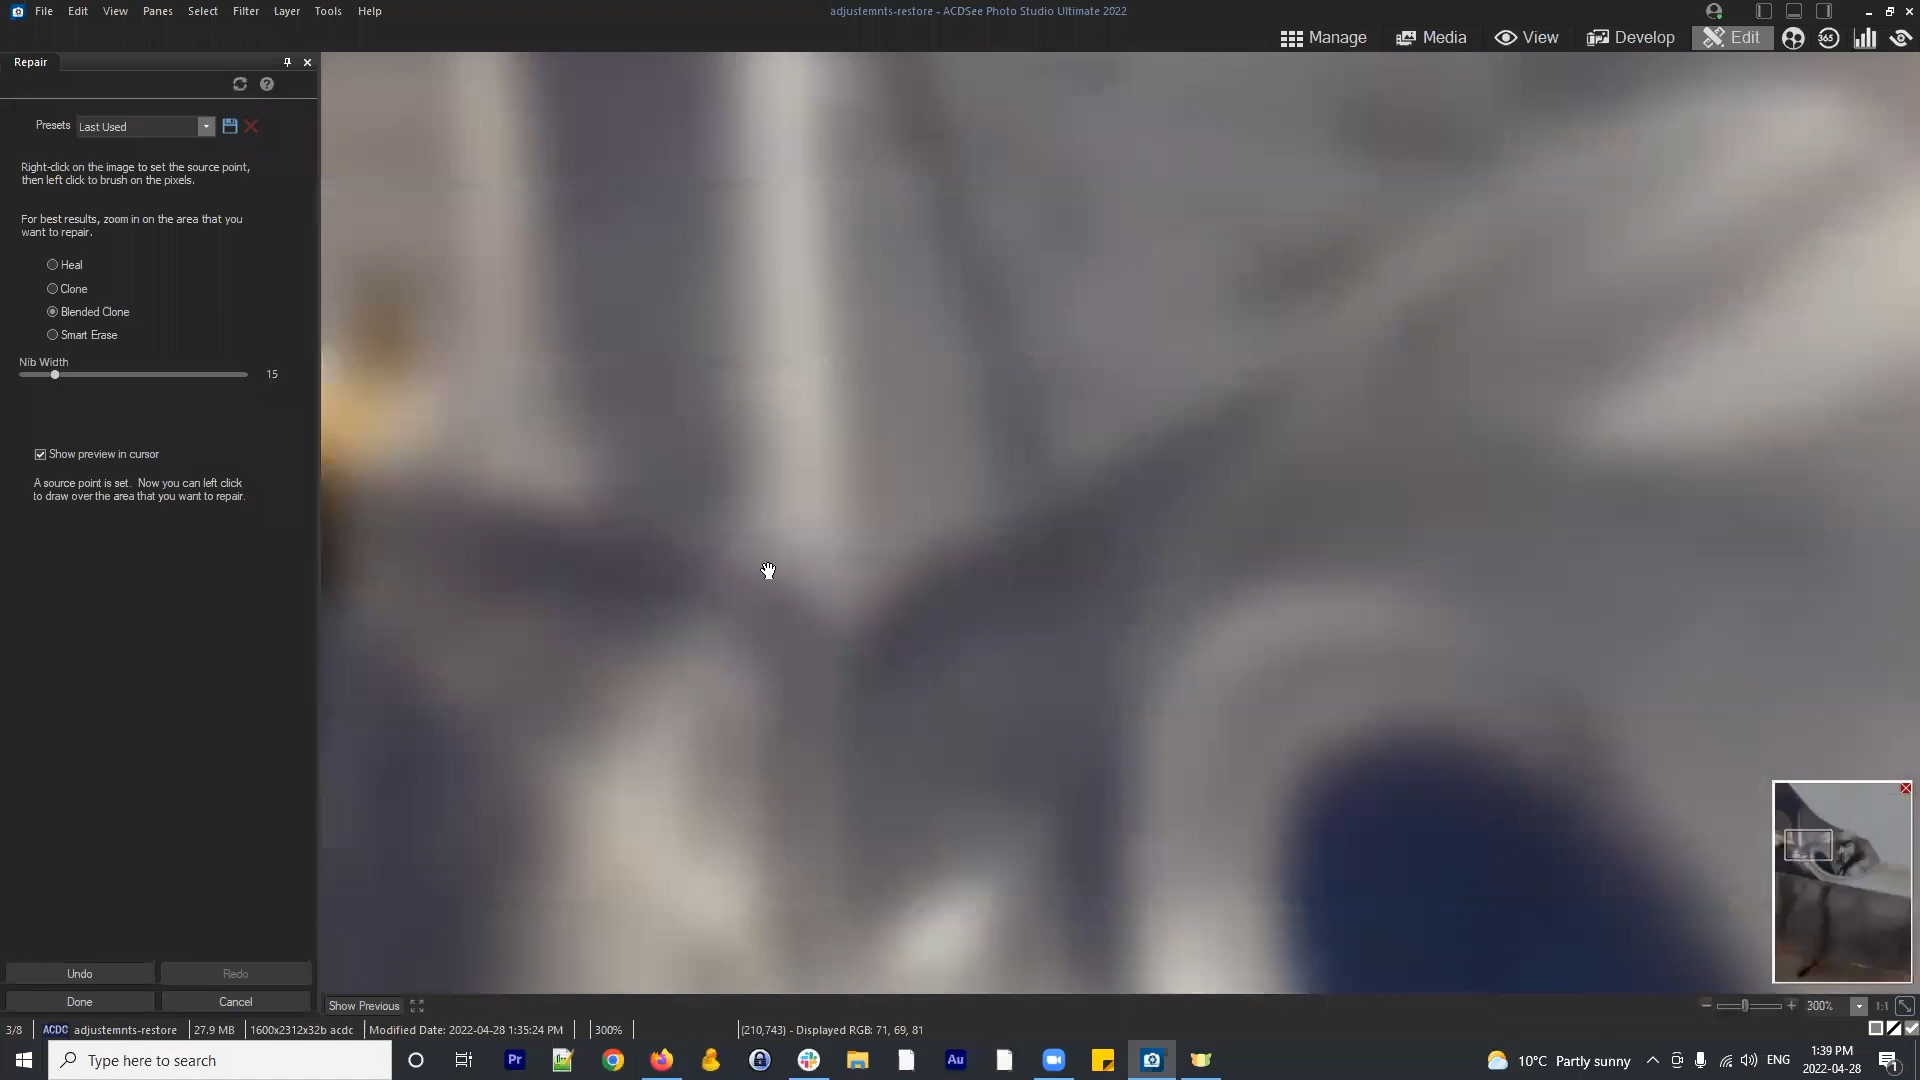 File Edit View Panes Select Filter Layer Tools Help
adjustemnts-restore - ACDSee Photo Studio Ultimate 2022
Manage Media View Develop Edit 365
Repair
Presets Last Used
Right-click on the image to set the source point,
then left click to brush on the pixels.
For best results, zoom in on the area that you
want to repair.
Heal
Clone
Blended Clone
Smart Erase
Nib Width
15
Show preview in cursor
A source point is set. Now you can left click
to draw over the area that you want to repair.
Undo Redo
Done Cancel
Show Previous
300% 1:1
3/8 ACDC adjustemnts-restore 27.9 MB 1600x2312x32b acdc Modified Date: 2022-04-28 1:35:24 PM 300% (210,743) - Displayed RGB: 71, 69, 81
Type here to search
Pr Au
10°C Partly sunny ENG
1:39 PM
2022-04-28
1